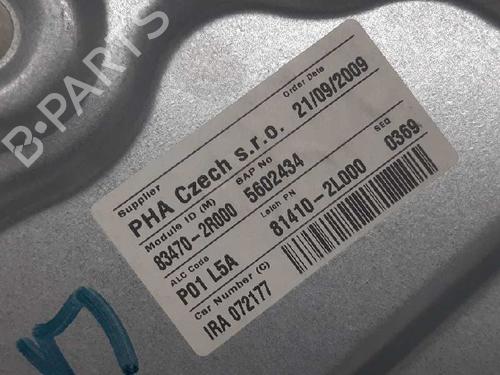 B-PARTS
Supplier
PHA Czech s.r.o.
Order Date
21/09/2009
Module ID (M)
83470-2R000
SAP No
5602434
ALC Code
P01 L5A
Latch PN
81410-2L000
SEQ
0369
Car Number (C)
IRA 072177